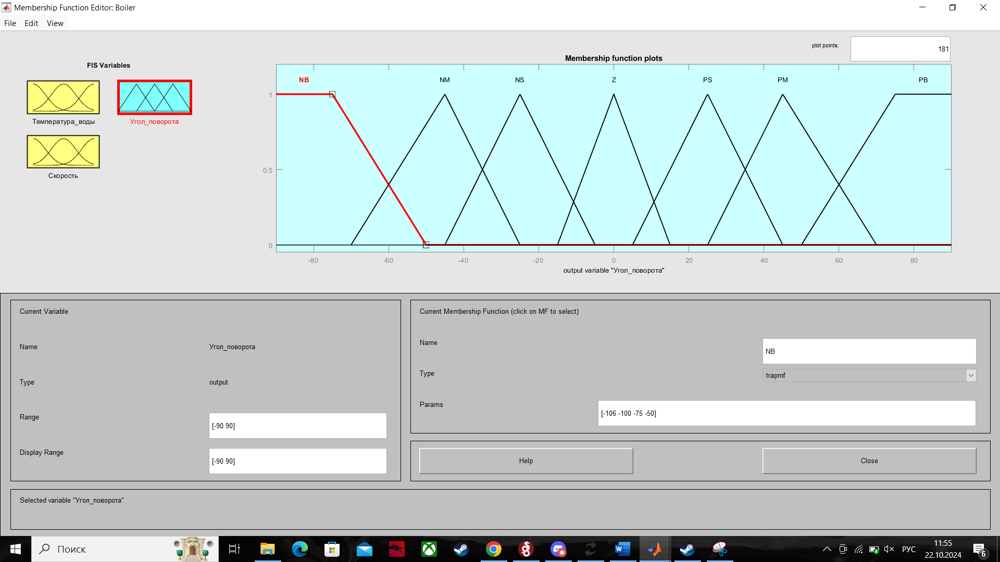 Membership Function Editor: Boiler
File Edit View
plot points:
181
FIS Variables
Membership function plots
Температура_воды
Угол_поворота
Скорость
NB NM NS Z PS PM PB
1
0.5
0
-80 -60 -40 -20 0 20 40 60 80
output variable "Угол_поворота"
Current Variable
Name Угол_поворота
Type output
Range [-90 90]
Display Range [-90 90]
Current Membership Function (click on MF to select)
Name NB
Type trapmf
Params [-106 -100 -75 -50]
Help Close
Selected variable "Угол_поворота"
Поиск
W
РУС
11:55
22.10.2024
6